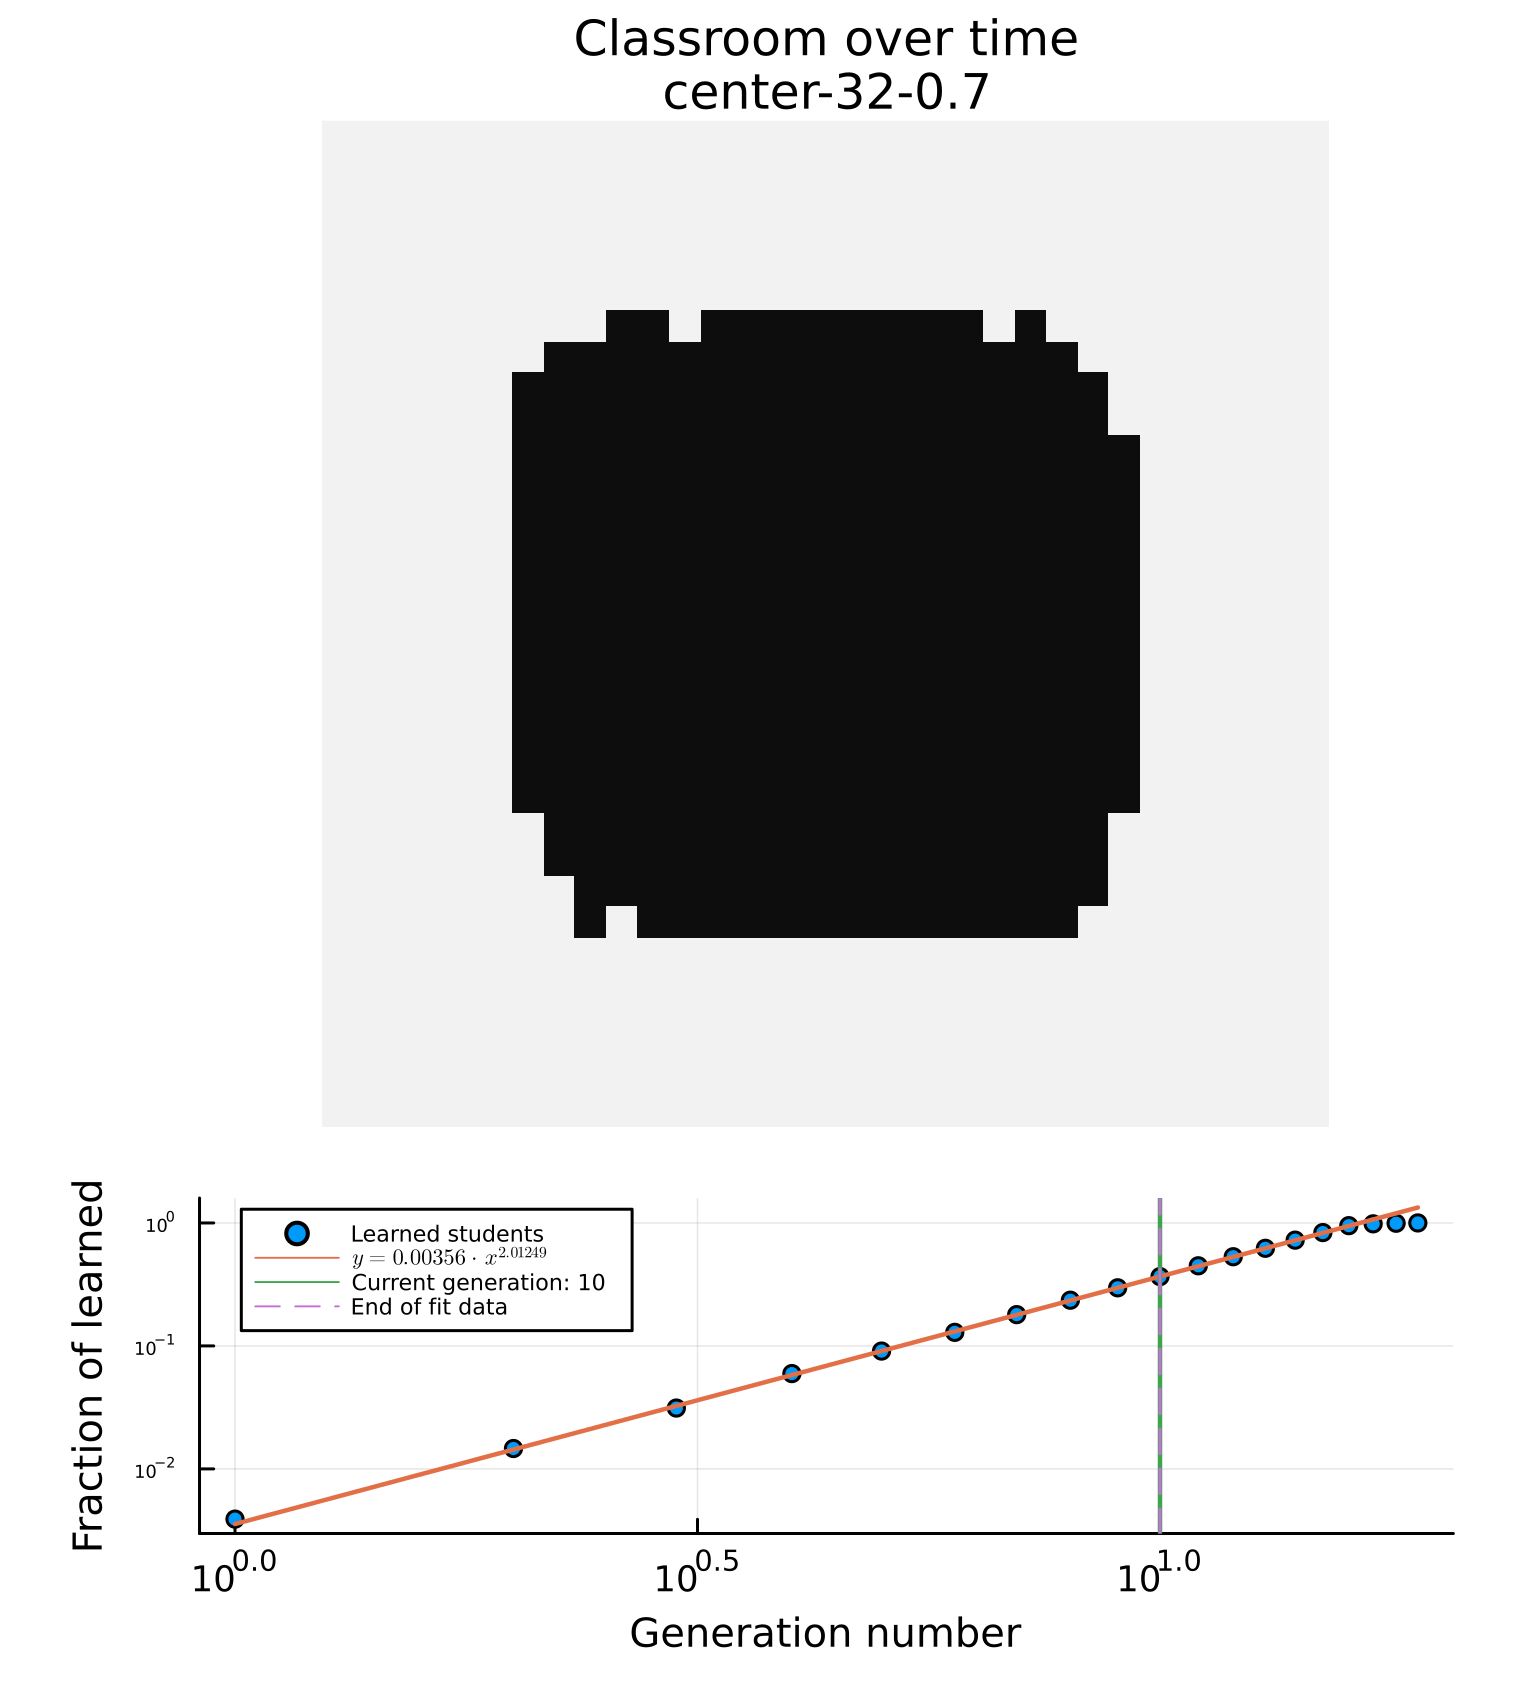 Classroom over time
center-32-0.7
Fraction of learned
10⁰
10⁻¹
10⁻²
Learned students
y = 0.00356 · x^2.01249
Current generation: 10
End of fit data
10^0.0 10^0.5 10^1.0
Generation number